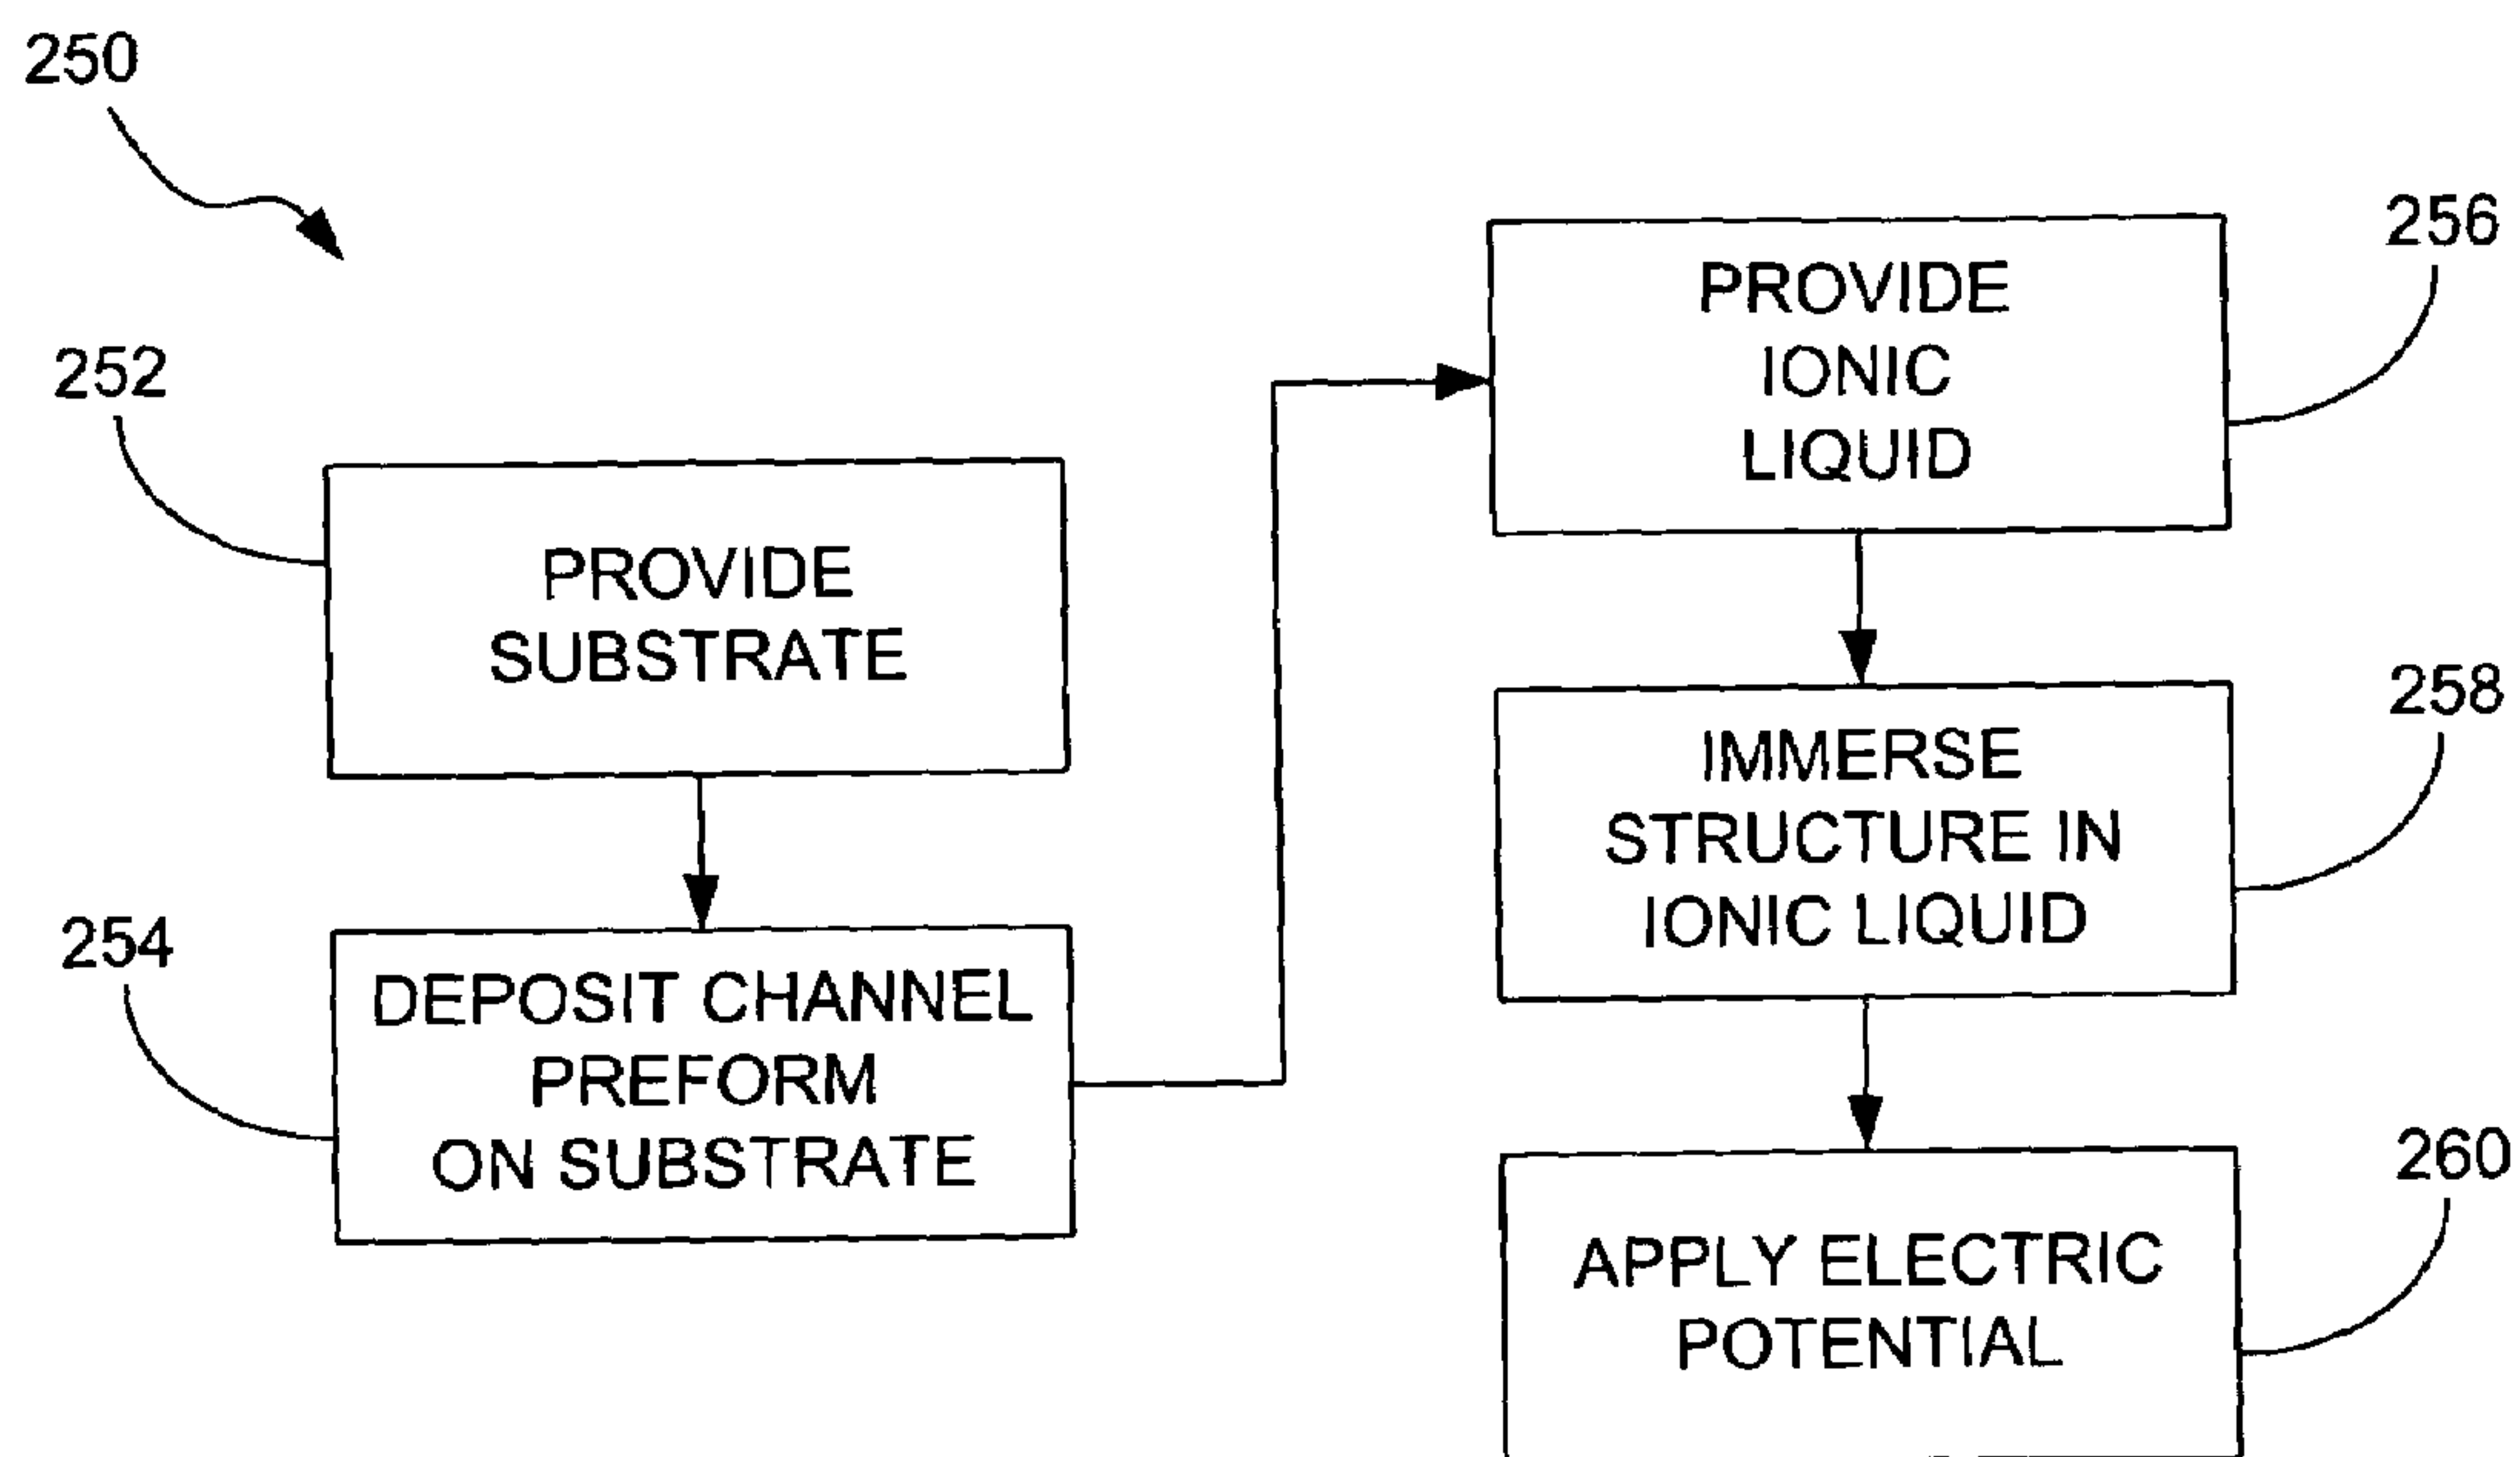 250
252
PROVIDE
SUBSTRATE
254
DEPOSIT CHANNEL
PREFORM
ON SUBSTRATE
256
PROVIDE
IONIC
LIQUID
258
IMMERSE
STRUCTURE IN
IONIC LIQUID
260
APPLY ELECTRIC
POTENTIAL